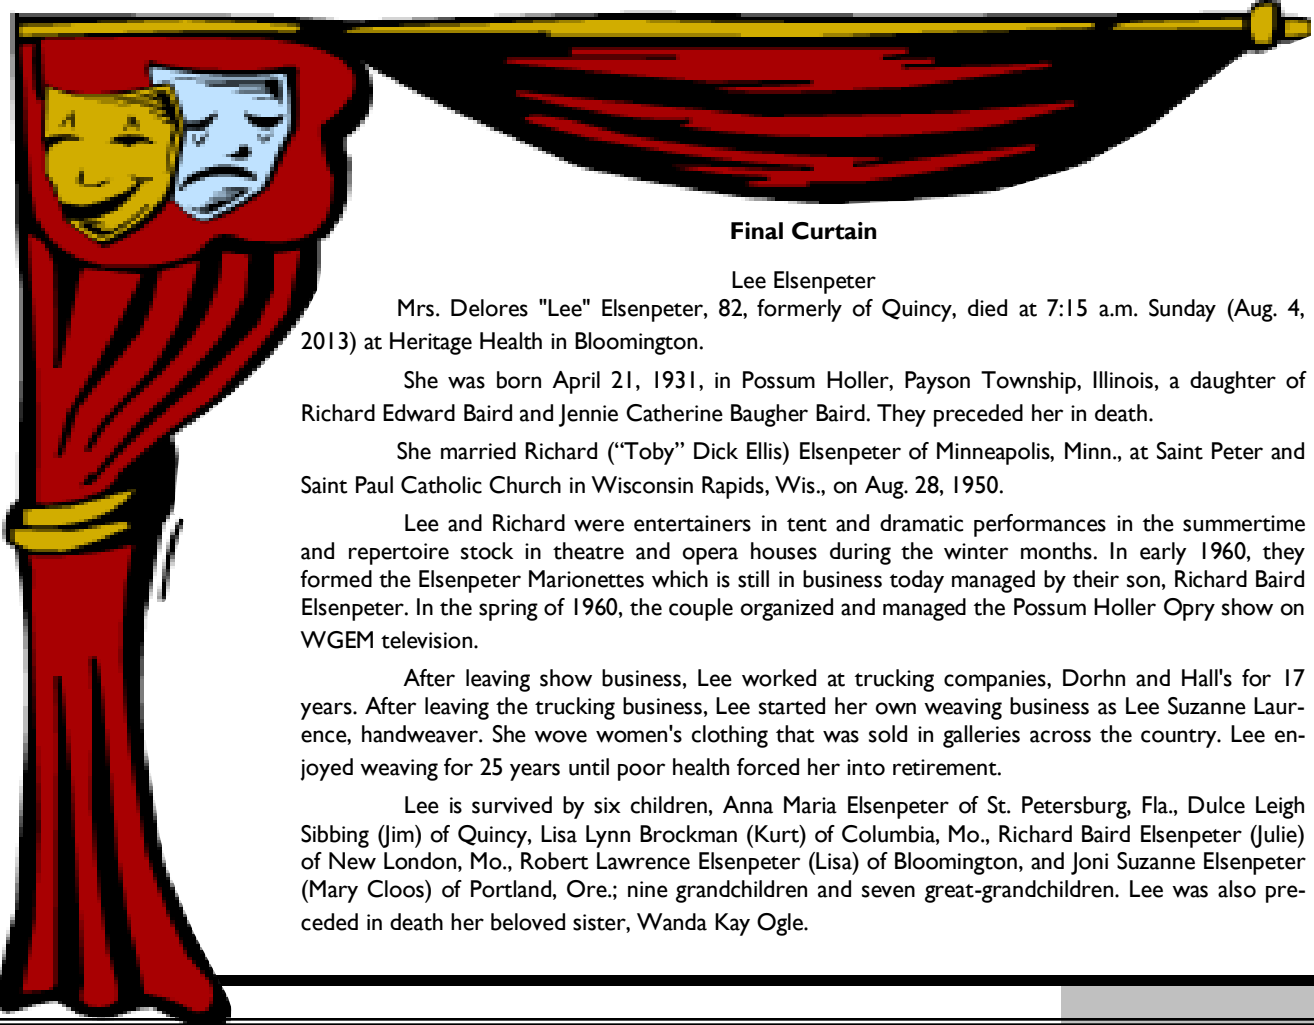 Final Curtain
Lee Elsenpeter
Mrs. Delores "Lee" Elsenpeter, 82, formerly of Quincy, died at 7:15 a.m. Sunday (Aug. 4,
2013) at Heritage Health in Bloomington.
She was born April 21, 1931, in Possum Holler, Payson Township, Illinois, a daughter of
Richard Edward Baird and Jennie Catherine Baugher Baird. They preceded her in death.
She married Richard (“Toby” Dick Ellis) Elsenpeter of Minneapolis, Minn., at Saint Peter and
Saint Paul Catholic Church in Wisconsin Rapids, Wis., on Aug. 28, 1950.
Lee and Richard were entertainers in tent and dramatic performances in the summertime
and repertoire stock in theatre and opera houses during the winter months. In early 1960, they
formed the Elsenpeter Marionettes which is still in business today managed by their son, Richard Baird
Elsenpeter. In the spring of 1960, the couple organized and managed the Possum Holler Opry show on
WGEM television.
After leaving show business, Lee worked at trucking companies, Dorhn and Hall's for 17
years. After leaving the trucking business, Lee started her own weaving business as Lee Suzanne Laur-
ence, handweaver. She wove women's clothing that was sold in galleries across the country. Lee en-
joyed weaving for 25 years until poor health forced her into retirement.
Lee is survived by six children, Anna Maria Elsenpeter of St. Petersburg, Fla., Dulce Leigh
Sibbing (Jim) of Quincy, Lisa Lynn Brockman (Kurt) of Columbia, Mo., Richard Baird Elsenpeter (Julie)
of New London, Mo., Robert Lawrence Elsenpeter (Lisa) of Bloomington, and Joni Suzanne Elsenpeter
(Mary Cloos) of Portland, Ore.; nine grandchildren and seven great-grandchildren. Lee was also pre-
ceded in death her beloved sister, Wanda Kay Ogle.